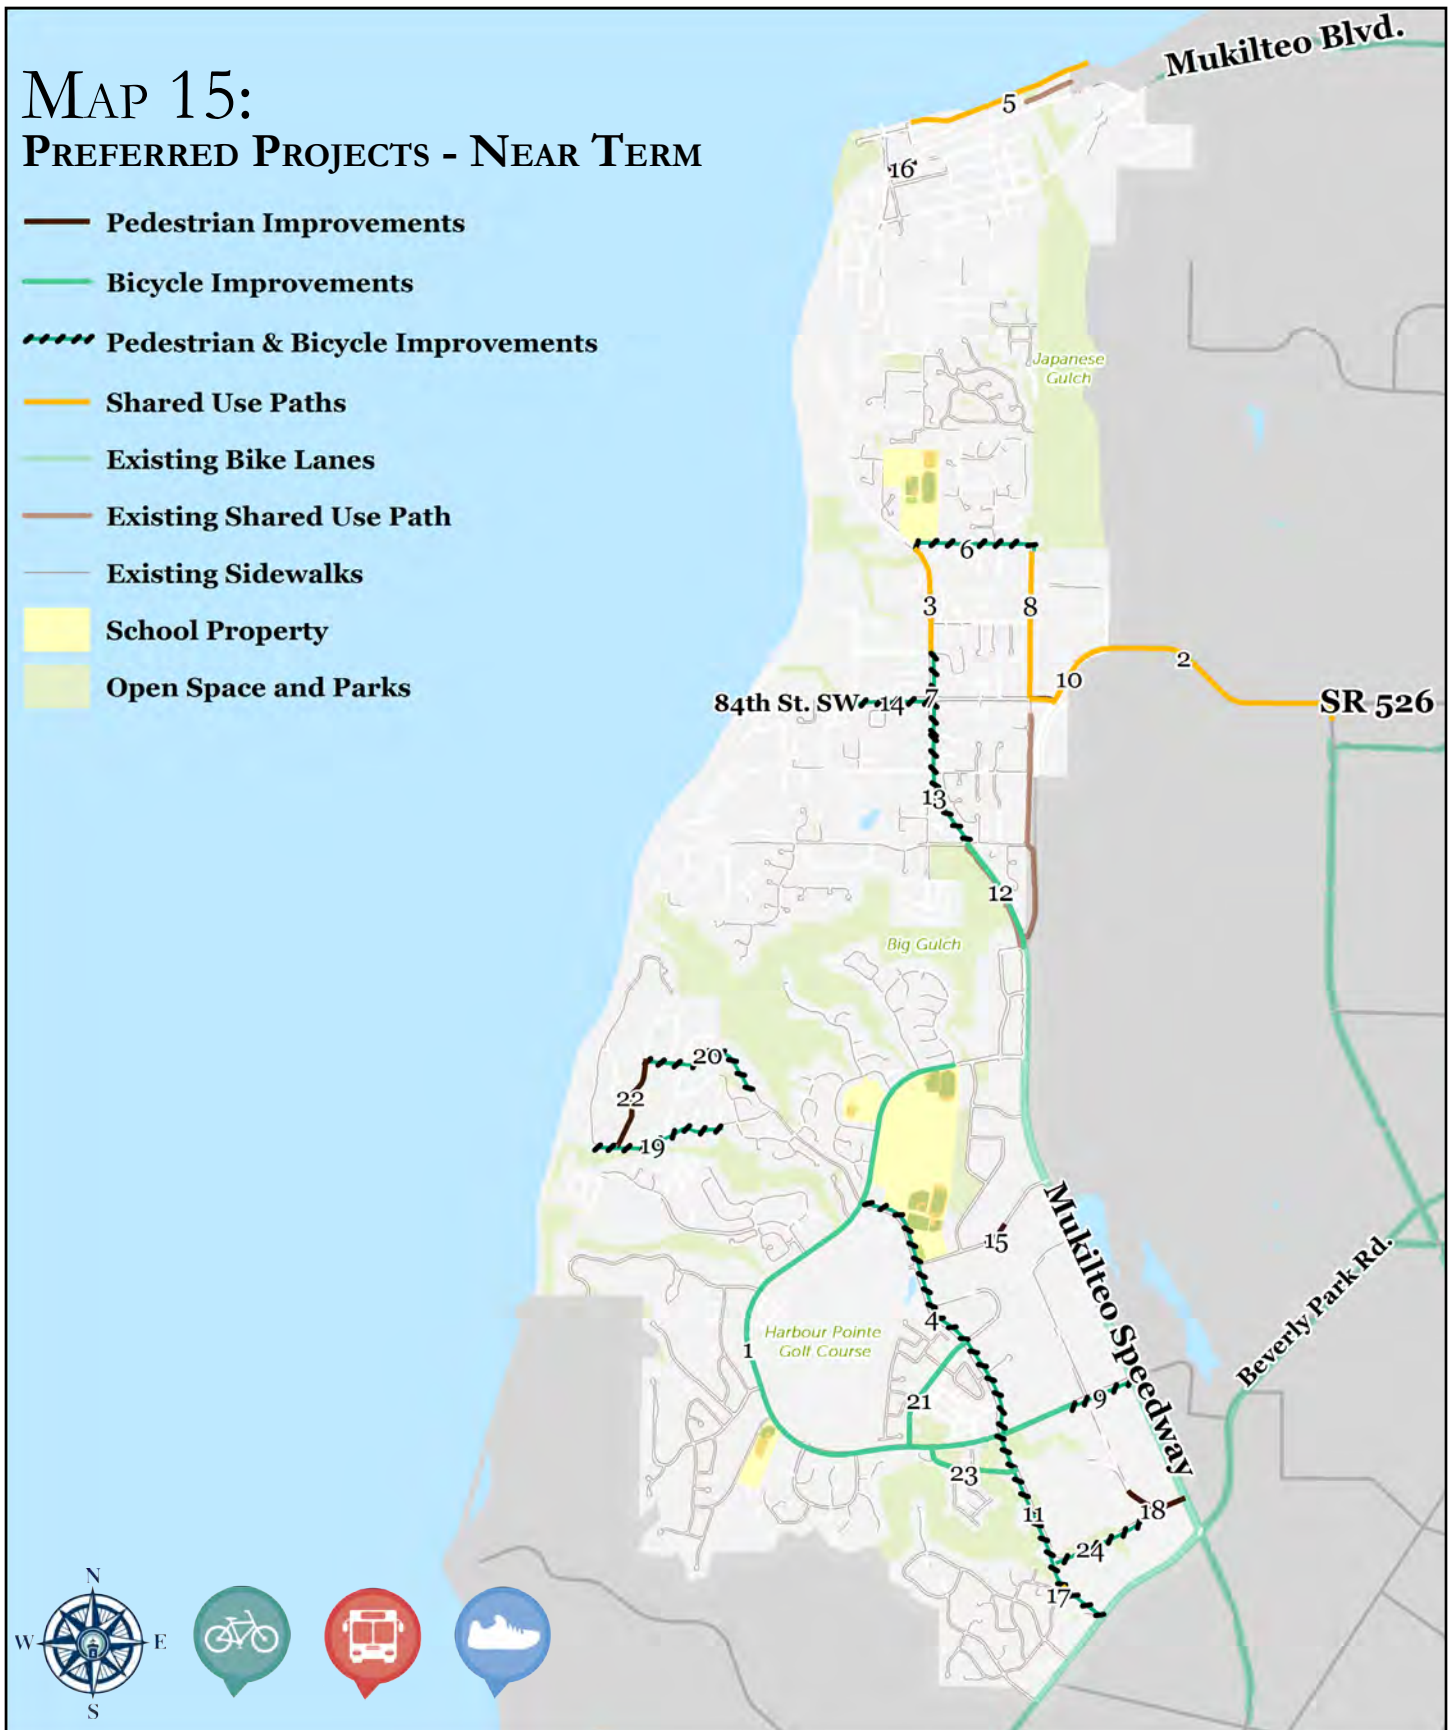 MAP 15:
PREFERRED PROJECTS - NEAR TERM
Pedestrian Improvements
Bicycle Improvements
Pedestrian & Bicycle Improvements
Shared Use Paths
Existing Bike Lanes
Existing Shared Use Path
Existing Sidewalks
School Property
Open Space and Parks
Mukilteo Blvd.
5
16
Japanese
Gulch
6
3
8
10
2
84th St. SW
14
7
SR 526
13
12
Big Gulch
20
22
19
15
Mukilteo Speedway
Beverly Park Rd.
4
Harbour Pointe
Golf Course
1
21
9
23
11
18
24
17
N
W
E
S